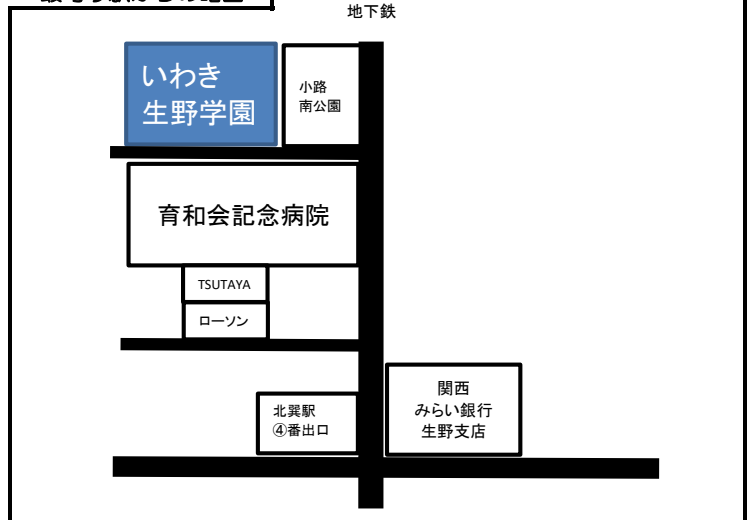 地下鉄
いわき
生野学園
小路
南公園
育和会記念病院
TSUTAYA
ローソン
北巽駅
④番出口
関西
みらい銀行
生野支店